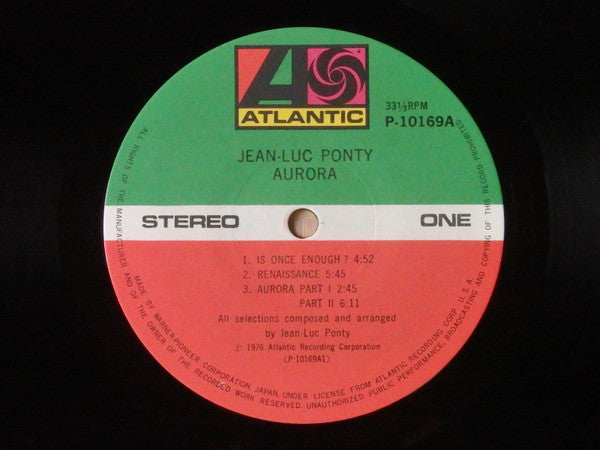 ATLANTIC
33⅓RPM
P-10169A
JEAN-LUC PONTY
AURORA
STEREO
ONE
1. IS ONCE ENOUGH? 4:52
2. RENAISSANCE 5:45
3. AURORA PART I 2:45
PART II 6:11
All selections composed and arranged
by Jean-Luc Ponty
Ⓟ 1976 Atlantic Recording Corporation
(P-10169A1)
MADE BY WARNER-PIONEER CORPORATION, JAPAN, UNDER LICENSE FROM ATLANTIC RECORDING CORP. U.S.A.
ALL RIGHTS OF THE MANUFACTURER AND OF THE OWNER OF THE RECORDED WORK RESERVED. UNAUTHORIZED PUBLIC PERFORMANCE, BROADCASTING AND COPYING OF THIS RECORD PROHIBITED.